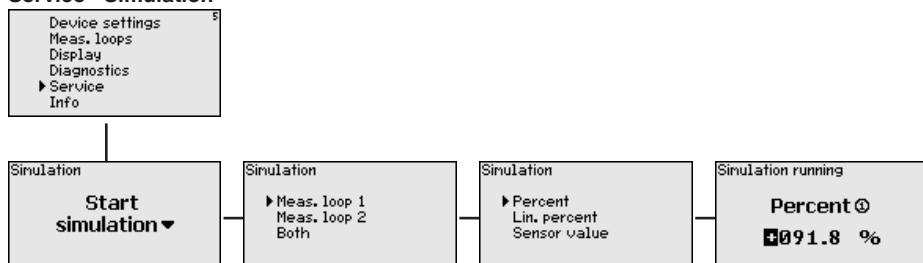 Service - Simulation
Device settings
5
Meas. loops
Display
Diagnostics
Service
Info
Simulation
Start
simulation
Simulation
Meas. loop 1
Meas. loop 2
Both
Simulation
Percent
Lin. percent
Sensor value
Simulation running
Percent ①
+091.8 %